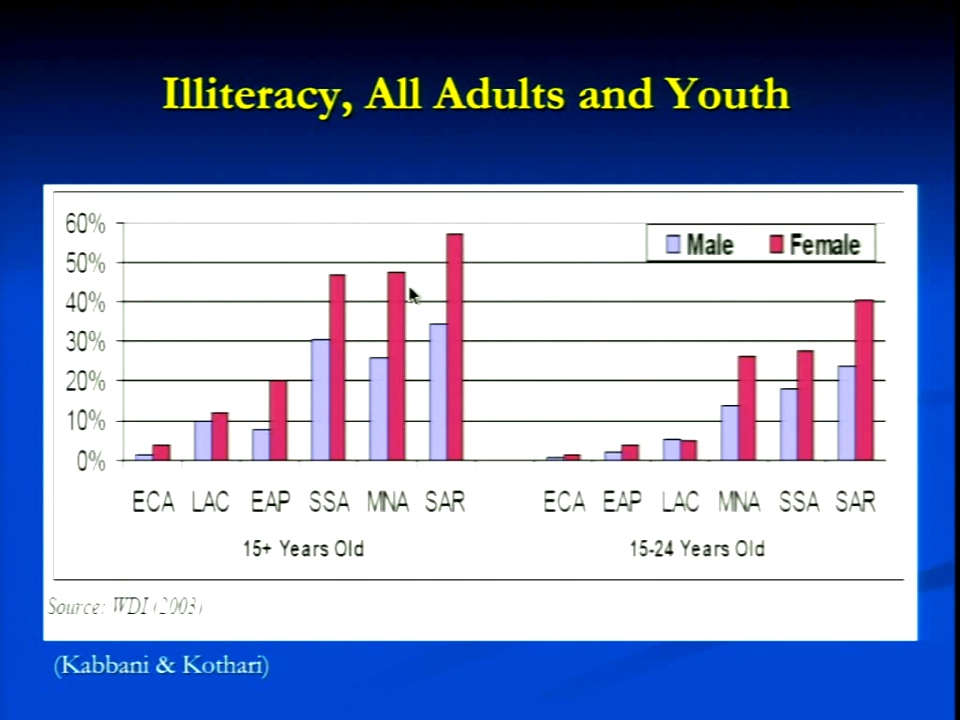 Illiteracy, All Adults and Youth
Male Female
60%
50%
40%
30%
20%
10%
0%
ECA LAC EAP SSA MNA SAR ECA EAP LAC MNA SSA SAR
15+ Years Old 15-24 Years Old
Source: WDI (2003)
(Kabbani & Kothari)